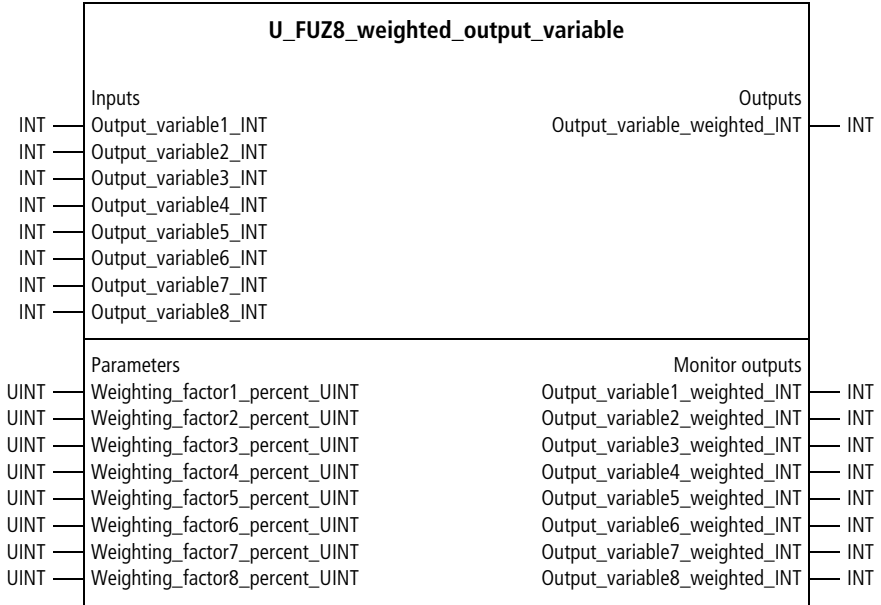 U_FUZ8_weighted_output_variable
Inputs Outputs
INT Output_variable1_INT Output_variable_weighted_INT INT
INT Output_variable2_INT
INT Output_variable3_INT
INT Output_variable4_INT
INT Output_variable5_INT
INT Output_variable6_INT
INT Output_variable7_INT
INT Output_variable8_INT
Parameters Monitor outputs
UINT Weighting_factor1_percent_UINT Output_variable1_weighted_INT INT
UINT Weighting_factor2_percent_UINT Output_variable2_weighted_INT INT
UINT Weighting_factor3_percent_UINT Output_variable3_weighted_INT INT
UINT Weighting_factor4_percent_UINT Output_variable4_weighted_INT INT
UINT Weighting_factor5_percent_UINT Output_variable5_weighted_INT INT
UINT Weighting_factor6_percent_UINT Output_variable6_weighted_INT INT
UINT Weighting_factor7_percent_UINT Output_variable7_weighted_INT INT
UINT Weighting_factor8_percent_UINT Output_variable8_weighted_INT INT